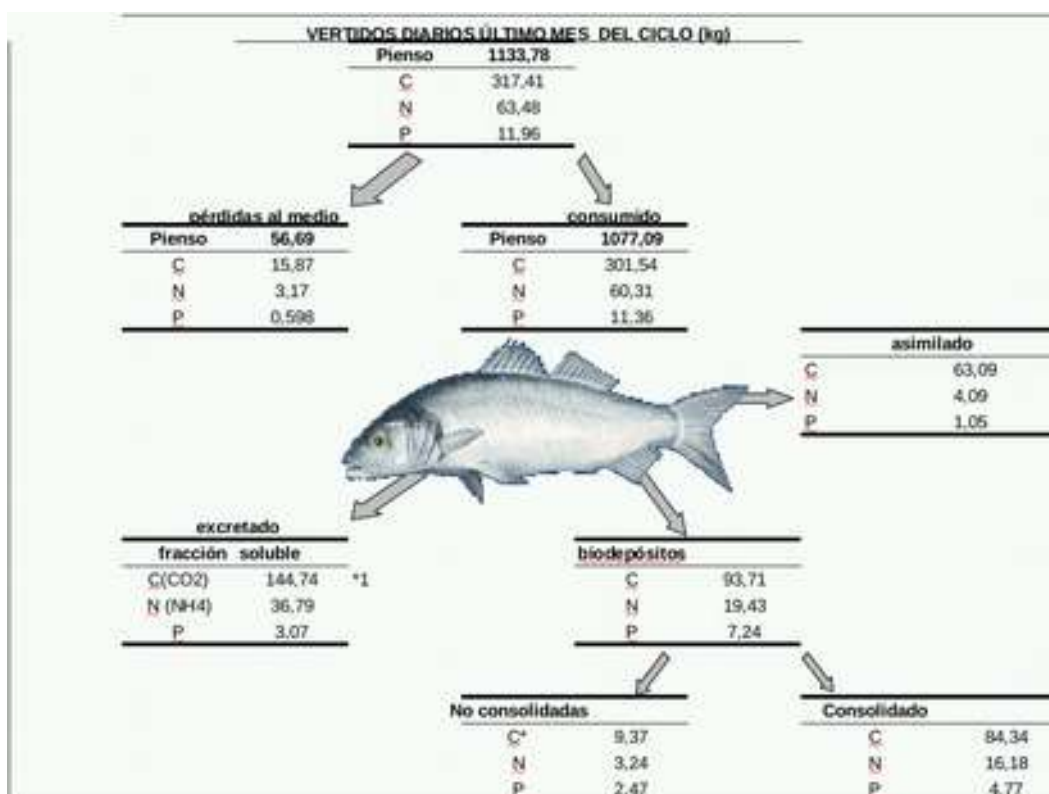 VERTIDOS DIARIOS ÚLTIMO MES DEL CICLO (kg)
Pienso 1133,78
C 317,41
N 63,48
P 11,96
pérdidas al medio
Pienso 56,69
C 15,87
N 3,17
P 0,598
consumido
Pienso 1077,09
C 301,54
N 60,31
P 11,36
asimilado
C 63,09
N 4,09
P 1,05
excretado
fracción soluble
C(CO2) 144,74 *1
N (NH4) 36,79
P 3,07
biodepósitos
C 93,71
N 19,43
P 7,24
No consolidadas
C* 9,37
N 3,24
P 2,47
Consolidado
C 84,34
N 16,18
P 4,77